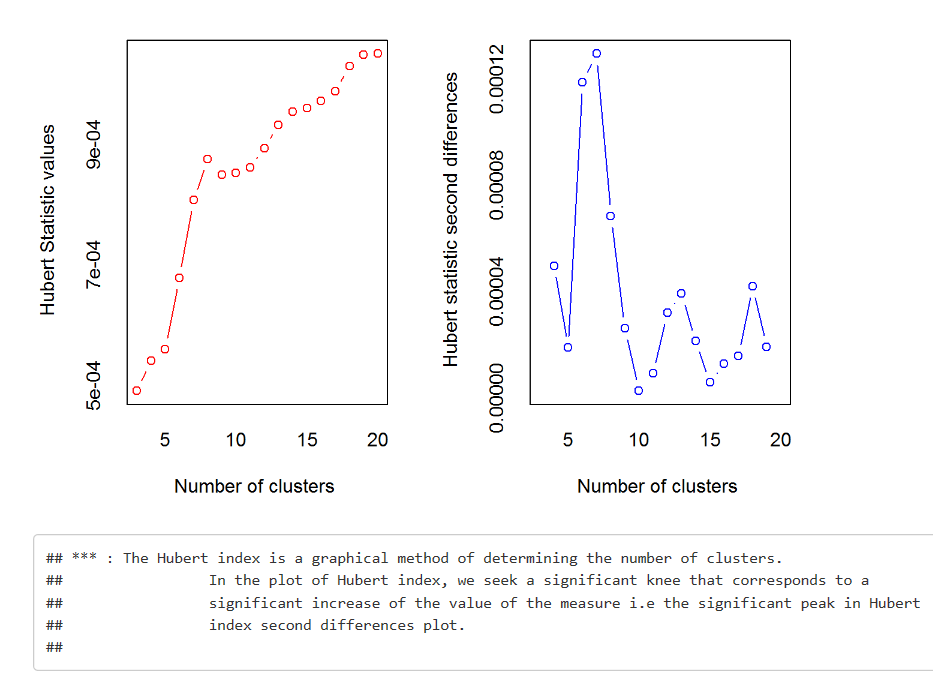 Hubert Statistic values
5e-04 7e-04 9e-04
5 10 15 20
Number of clusters
Hubert statistic second differences
0.00000 0.00004 0.00008 0.00012
5 10 15 20
Number of clusters
## *** : The Hubert index is a graphical method of determining the number of clusters.
## In the plot of Hubert index, we seek a significant knee that corresponds to a
## significant increase of the value of the measure i.e the significant peak in Hubert
## index second differences plot.
##